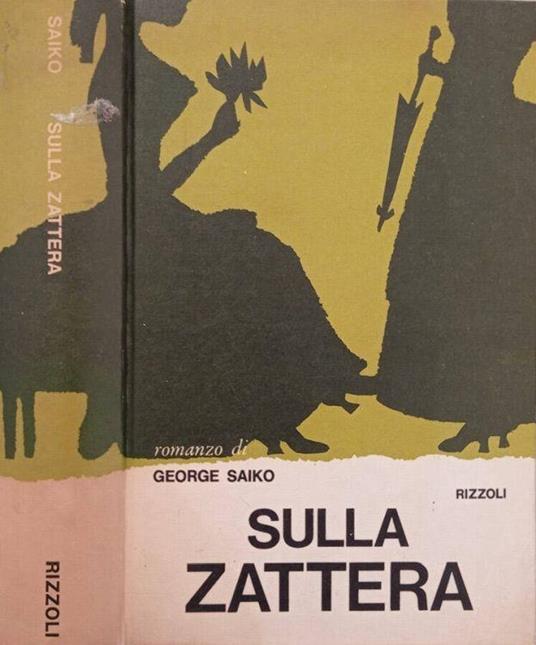 SAIKO SULLA ZATTERA
RIZZOLI
romanzo di
GEORGE SAIKO
RIZZOLI
SULLA
ZATTERA